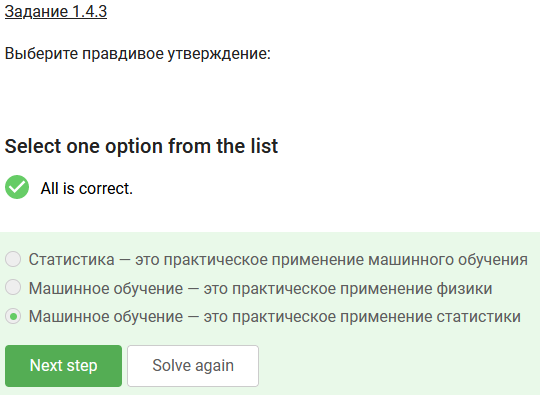 Задание 1.4.3
Выберите правдивое утверждение:
Select one option from the list
All is correct.
Статистика — это практическое применение машинного обучения
Машинное обучение — это практическое применение физики
Машинное обучение — это практическое применение статистики
Next step
Solve again